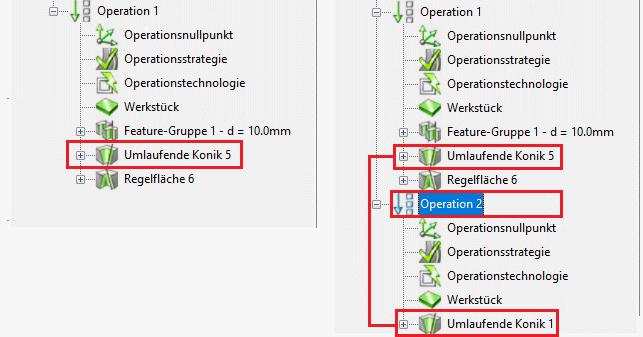 Operation 1
Operationsnullpunkt
Operationsstrategie
Operationstechnologie
Werkstück
Feature-Gruppe 1 - d = 10.0mm
Umlaufende Konik 5
Regelfläche 6
Operation 1
Operationsnullpunkt
Operationsstrategie
Operationstechnologie
Werkstück
Feature-Gruppe 1 - d = 10.0mm
Umlaufende Konik 5
Regelfläche 6
Operation 2
Operationsnullpunkt
Operationsstrategie
Operationstechnologie
Werkstück
Umlaufende Konik 1